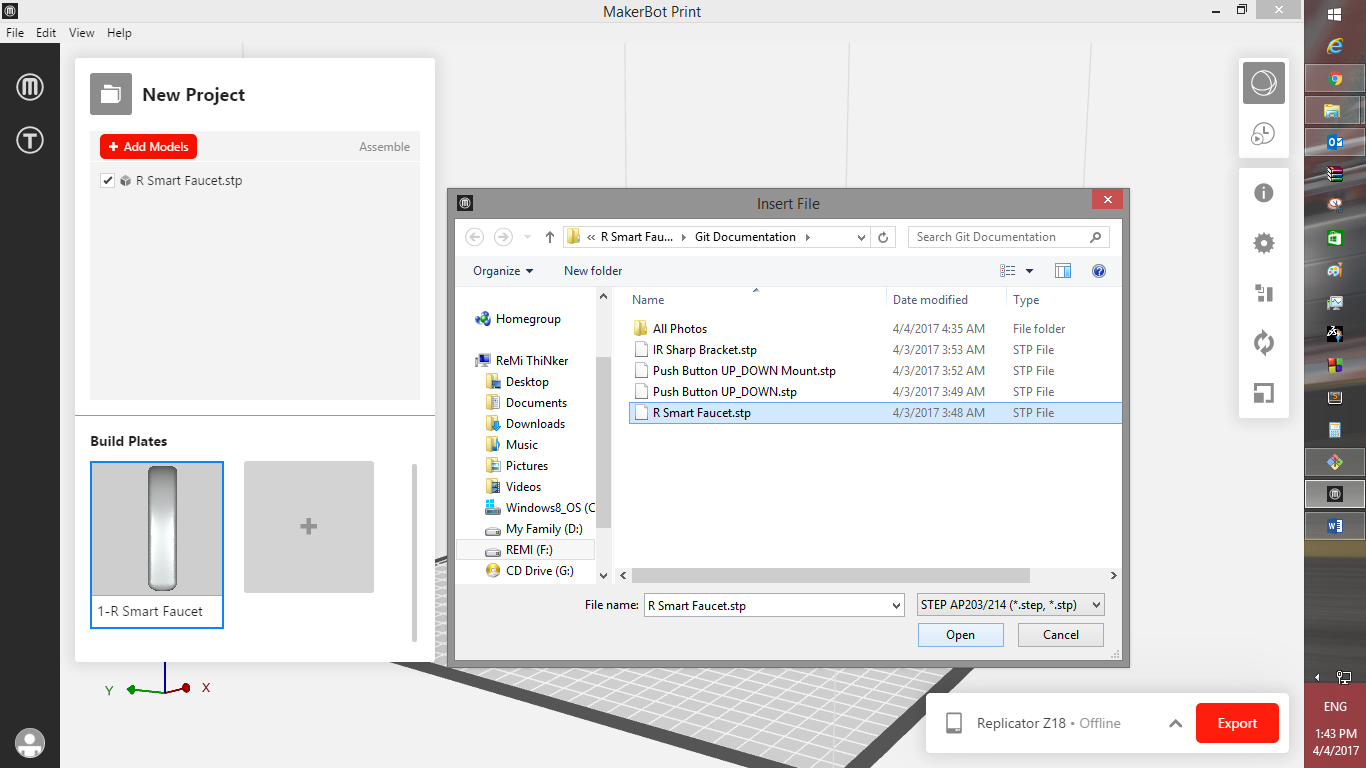 MakerBot Print
File Edit View Help
New Project
+ Add Models
Assemble
R Smart Faucet.stp
Build Plates
1-R Smart Faucet
Y
X
Insert File
« R Smart Fau... Git Documentation
Search Git Documentation
Organize
New folder
Name
Date modified
Type
Homegroup
ReMi ThiNker
Desktop
Documents
Downloads
Music
Pictures
Videos
Windows8_OS (C
My Family (D:)
REMI (F:)
CD Drive (G:)
All Photos 4/4/2017 4:35 AM File folder
IR Sharp Bracket.stp 4/3/2017 3:53 AM STP File
Push Button UP_DOWN Mount.stp 4/3/2017 3:52 AM STP File
Push Button UP_DOWN.stp 4/3/2017 3:49 AM STP File
R Smart Faucet.stp 4/3/2017 3:48 AM STP File
File name: R Smart Faucet.stp
STEP AP203/214 (*.step, *.stp)
Open
Cancel
Replicator Z18 • Offline
Export
ENG
1:43 PM
4/4/2017